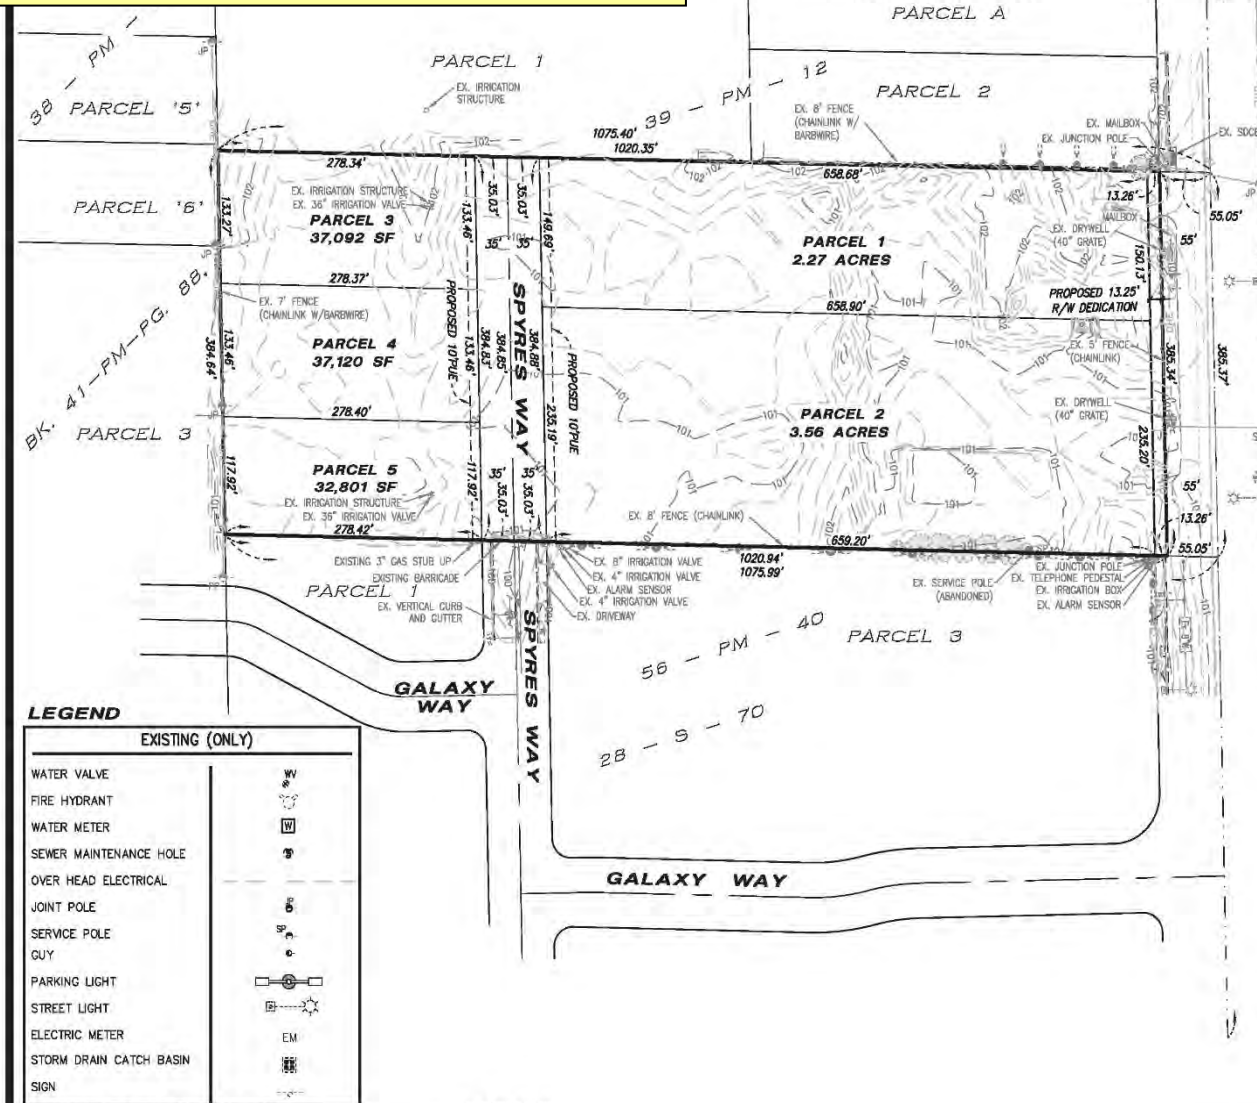 PARCEL A
38 - PM -
PARCEL 1
39 - PM - 12
PARCEL 2
PARCEL '5'
EX. IRRIGATION
STRUCTURE
EX. 8' FENCE
(CHAINLINK W/
BARBWIRE)
EX. MAILBOX
EX. JUNCTION POLE
1075.40'
1020.35'
278.34'
658.68'
13.26'
55.05'
PARCEL '6'
133.27'
EX. IRRIGATION STRUCTURE
EX. 36" IRRIGATION VALVE
PARCEL 3
37,092 SF
133.46'
35.03'
35.03'
149.69'
35'
35'
PARCEL 1
2.27 ACRES
MAILBOX
EX. DRYWELL
(40" GRATE)
150.13'
55'
278.37'
EX. 7' FENCE
(CHAINLINK W/BARBWIRE)
PROPOSED 10'PUE
SPYRES WAY
658.90'
PROPOSED 13.25'
R/W DEDICATION
BK. 41-PM-PG. 88
133.46'
384.64'
PARCEL 4
37,120 SF
133.46'
384.83'
384.85'
384.88'
PROPOSED 10'PUE
EX. 5' FENCE
(CHAINLINK)
385.34'
385.37'
278.40'
235.19'
PARCEL 2
3.56 ACRES
EX. DRYWELL
(40" GRATE)
235.20'
PARCEL 3
117.92'
PARCEL 5
32,801 SF
EX. IRRIGATION STRUCTURE
EX. 36" IRRIGATION VALVE
117.92'
35'
35'
35.03'
35.03'
55'
278.42'
EX. 8' FENCE (CHAINLINK)
659.20'
13.26'
55.05'
1020.94'
1075.99'
EXISTING 3" GAS STUB UP
EXISTING BARRICADE
PARCEL 1
EX. VERTICAL CURB
AND GUTTER
EX. 8" IRRIGATION VALVE
EX. 4" IRRIGATION VALVE
EX. ALARM SENSOR
EX. 4" IRRIGATION VALVE
EX. DRIVEWAY
EX. SERVICE POLE
(ABANDONED)
EX. JUNCTION POLE
EX. TELEPHONE PEDESTAL
EX. IRRIGATION BOX
EX. ALARM SENSOR
56 - PM - 40
PARCEL 3
28 - S - 70
GALAXY
WAY
SPYRES WAY
GALAXY WAY
LEGEND
EXISTING (ONLY)
WATER VALVE
WV
FIRE HYDRANT
WATER METER
W
SEWER MAINTENANCE HOLE
OVER HEAD ELECTRICAL
JOINT POLE
SERVICE POLE
SP
GUY
PARKING LIGHT
STREET LIGHT
ELECTRIC METER
EM
STORM DRAIN CATCH BASIN
SIGN